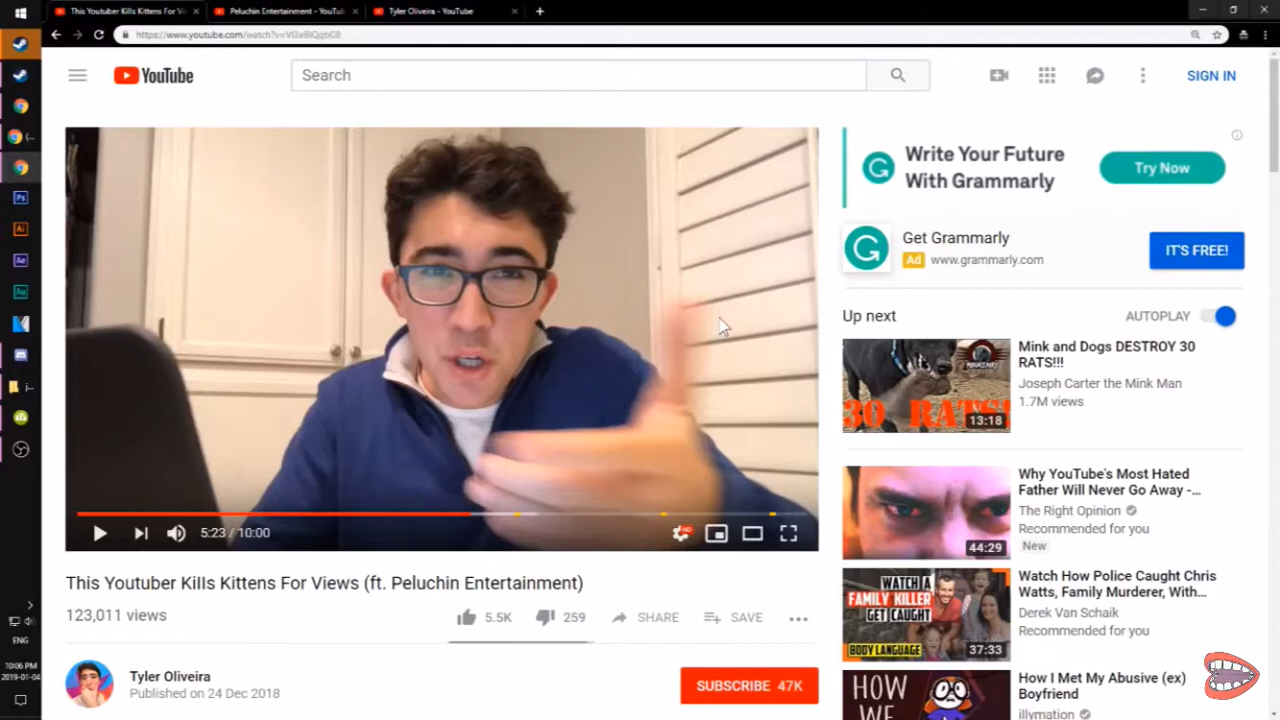 This Youtuber Kills Kittens For Vi
Peluchin Entertainment - YouTub
Tyler Oliveira - YouTube
YouTube
Search
SIGN IN
Write Your Future
With Grammarly
Try Now
Get Grammarly
Ad www.grammarly.com
IT'S FREE!
Up next
AUTOPLAY
Mink and Dogs DESTROY 30
RATS!!!
Joseph Carter the Mink Man
1.7M views
30 RATS
13:18
Why YouTube's Most Hated
Father Will Never Go Away -...
The Right Opinion
Recommended for you
New
44:29
Watch How Police Caught Chris
Watts, Family Murderer, With...
Derek Van Schaik
Recommended for you
WATCH A
FAMILY KILLER
GET CAUGHT
BODY LANGUAGE
37:33
How I Met My Abusive (ex)
Boyfriend
illymation
HOW
WE
5:23 / 10:00
HD
This Youtuber Kills Kittens For Views (ft. Peluchin Entertainment)
123,011 views
5.5K
259
SHARE
SAVE
Tyler Oliveira
Published on 24 Dec 2018
SUBSCRIBE 47K
Ps
Ai
Ae
Au
ENG
10:06 PM
2019-01-04